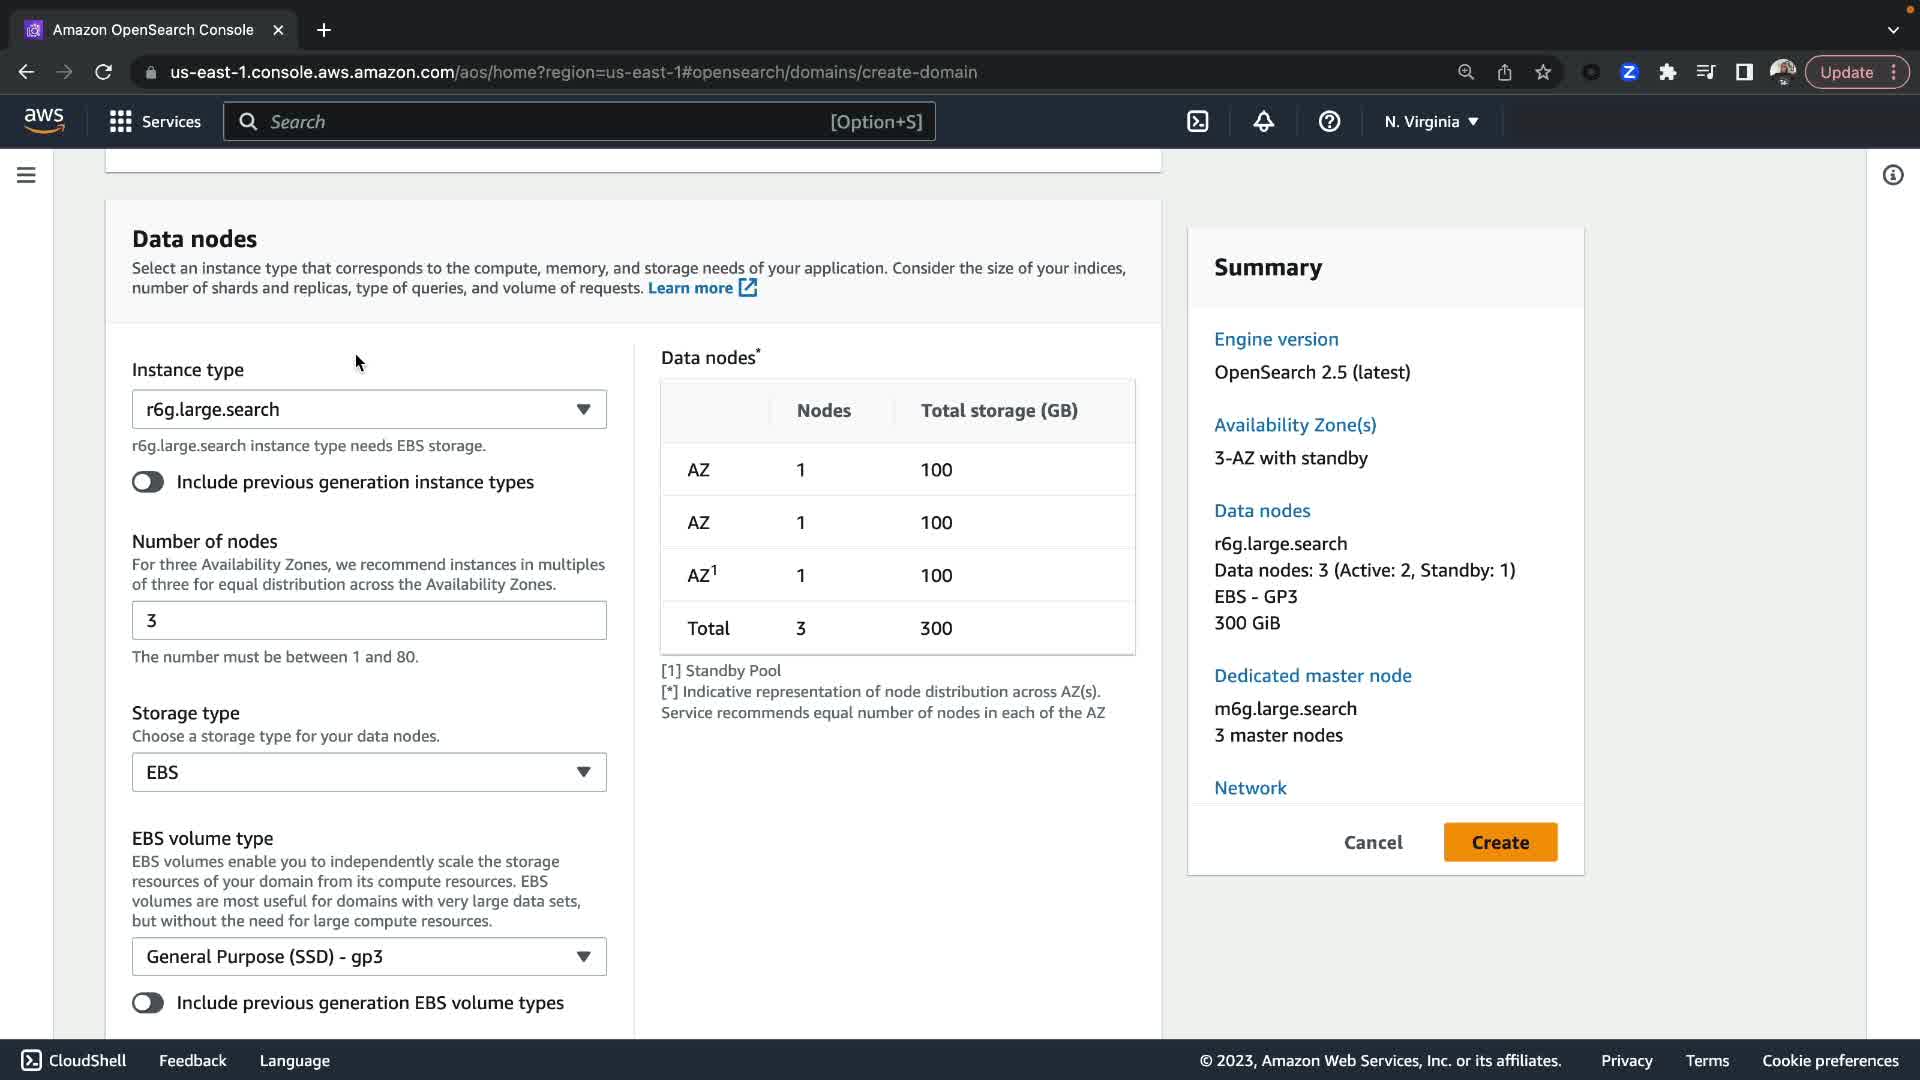 Amazon OpenSearch Console
us-east-1.console.aws.amazon.com/aos/home?region=us-east-1#opensearch/domains/create-domain
Z
Update
aws
Services
Search
[Option+S]
N. Virginia
Data nodes
Select an instance type that corresponds to the compute, memory, and storage needs of your application. Consider the size of your indices,
number of shards and replicas, type of queries, and volume of requests. Learn more
Instance type
r6g.large.search
r6g.large.search instance type needs EBS storage.
Include previous generation instance types
Number of nodes
For three Availability Zones, we recommend instances in multiples
of three for equal distribution across the Availability Zones.
3
The number must be between 1 and 80.
Storage type
Choose a storage type for your data nodes.
EBS
EBS volume type
EBS volumes enable you to independently scale the storage
resources of your domain from its compute resources. EBS
volumes are most useful for domains with very large data sets,
but without the need for large compute resources.
General Purpose (SSD) - gp3
Include previous generation EBS volume types
Data nodes*
Nodes Total storage (GB)
AZ 1 100
AZ 1 100
AZ1 1 100
Total 3 300
[1] Standby Pool
[*] Indicative representation of node distribution across AZ(s).
Service recommends equal number of nodes in each of the AZ
Summary
Engine version
OpenSearch 2.5 (latest)
Availability Zone(s)
3-AZ with standby
Data nodes
r6g.large.search
Data nodes: 3 (Active: 2, Standby: 1)
EBS - GP3
300 GiB
Dedicated master node
m6g.large.search
3 master nodes
Network
Cancel
Create
CloudShell
Feedback
Language
© 2023, Amazon Web Services, Inc. or its affiliates.
Privacy
Terms
Cookie preferences